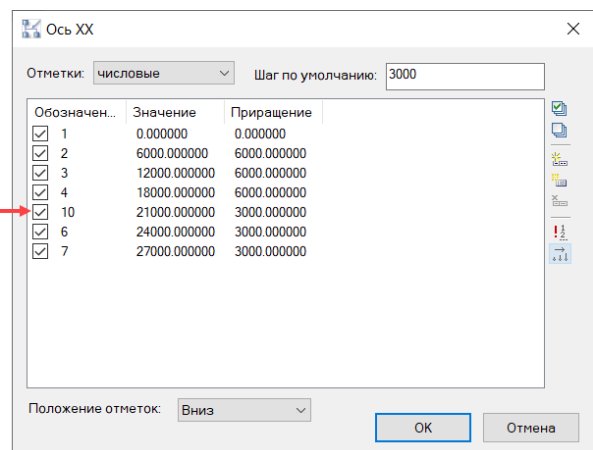 Ось XX
Отметки: числовые Шаг по умолчанию: 3000
Обозначен... Значение Приращение
1 0.000000 0.000000
2 6000.000000 6000.000000
3 12000.000000 6000.000000
4 18000.000000 6000.000000
10 21000.000000 3000.000000
6 24000.000000 3000.000000
7 27000.000000 3000.000000
Положение отметок: Вниз
OK Отмена